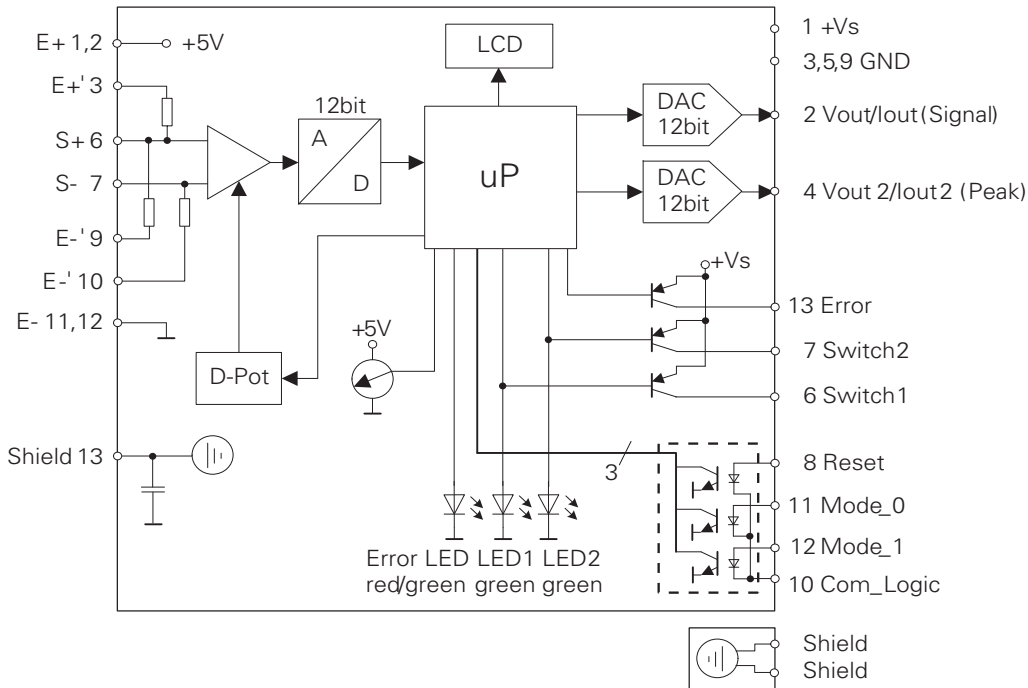 E+ 1,2
+5V
E+' 3
S+ 6
S- 7
E-' 9
E-' 10
E- 11,12
Shield 13
LCD
12bit
A
D
uP
DAC
12bit
DAC
12bit
D-Pot
+5V
+Vs
3
Error LED LED1 LED2
red/green green green
1 +Vs
3,5,9 GND
2 Vout/Iout(Signal)
4 Vout 2/Iout2 (Peak)
13 Error
7 Switch2
6 Switch1
8 Reset
11 Mode_0
12 Mode_1
10 Com_Logic
Shield
Shield